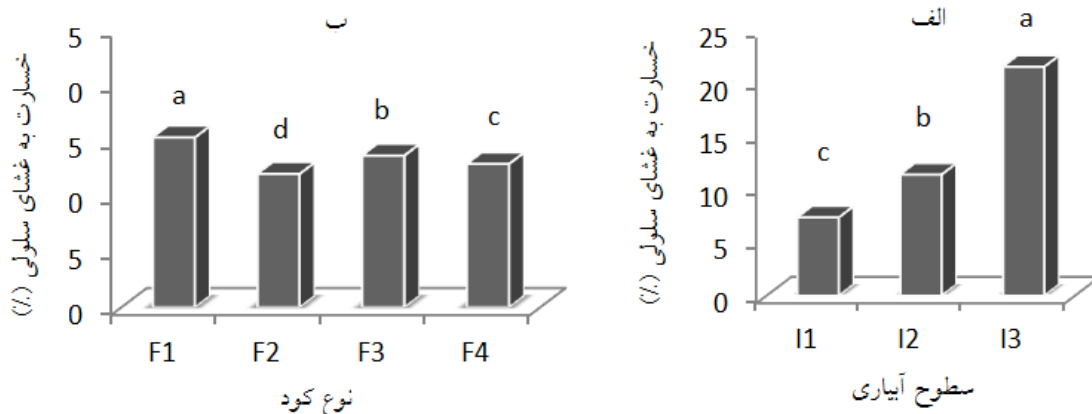 الف
خسارت به غشای سلولی (٪)
25
20
15
10
5
0
a
b
c
I1 I2 I3
سطوح آبیاری
ب
خسارت به غشای سلولی (٪)
5
0
5
0
5
0
a
d
b
c
F1 F2 F3 F4
نوع کود